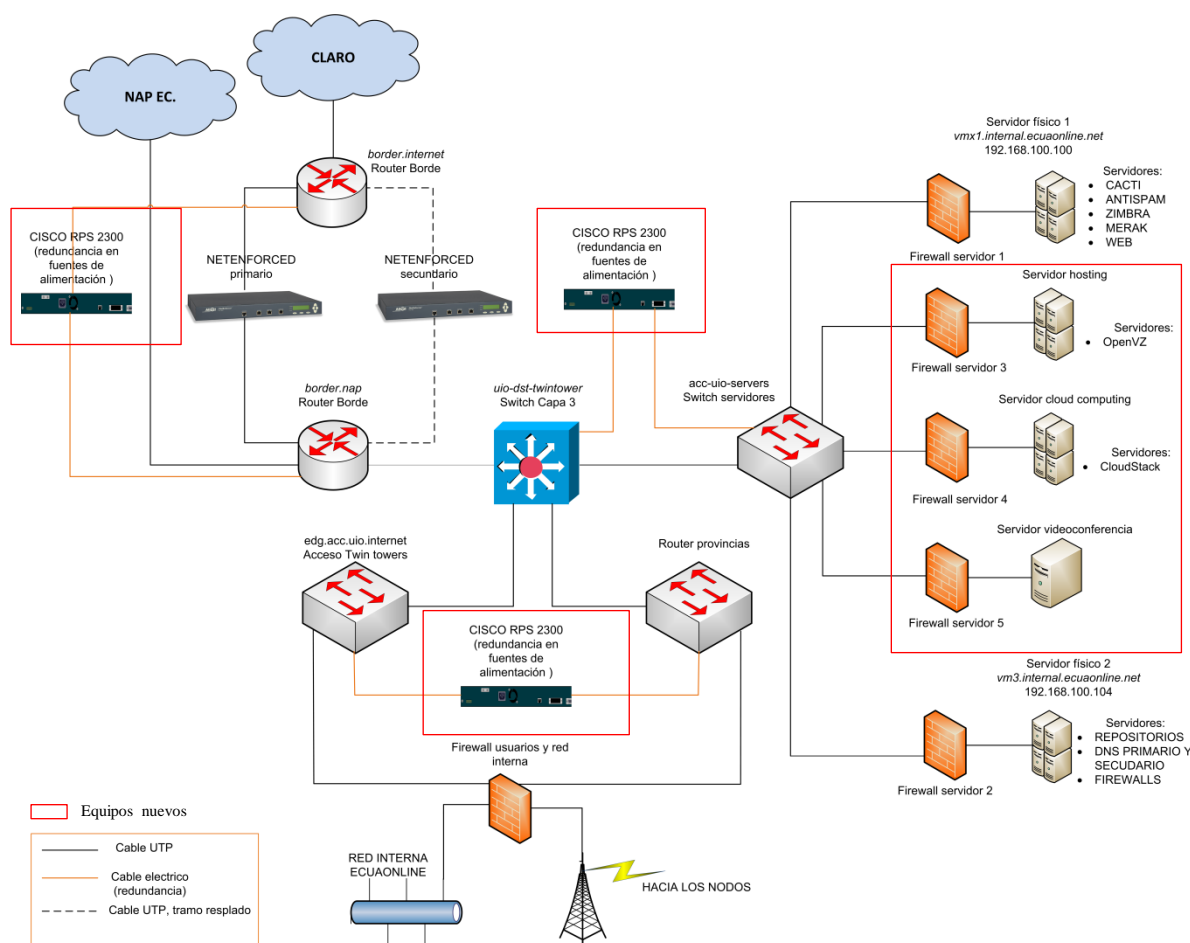 CLARO
NAP EC.
border.internet
Router Borde
CISCO RPS 2300
(redundancia en
fuentes de
alimentación )
NETENFORCED
primario
NETENFORCED
secundario
CISCO RPS 2300
(redundancia en
fuentes de
alimentación )
border.nap
Router Borde
uio-dst-twintower
Switch Capa 3
acc-uio-servers
Switch servidores
Servidor físico 1
vmx1.internal.ecuaonline.net
192.168.100.100
Servidores:
• CACTI
• ANTISPAM
• ZIMBRA
• MERAK
• WEB
Firewall servidor 1
Servidor hosting
Servidores:
• OpenVZ
Firewall servidor 3
Servidor cloud computing
Servidores:
• CloudStack
Firewall servidor 4
Servidor videoconferencia
Firewall servidor 5
Servidor físico 2
vm3.internal.ecuaonline.net
192.168.100.104
Servidores:
• REPOSITORIOS
• DNS PRIMARIO Y
SECUDARIO
• FIREWALLS
Firewall servidor 2
edg.acc.uio.internet
Acceso Twin towers
Router provincias
CISCO RPS 2300
(redundancia en
fuentes de
alimentación )
Firewall usuarios y red
interna
RED INTERNA
ECUAONLINE
HACIA LOS NODOS
Equipos nuevos
Cable UTP
Cable electrico
(redundancia)
Cable UTP, tramo resplado